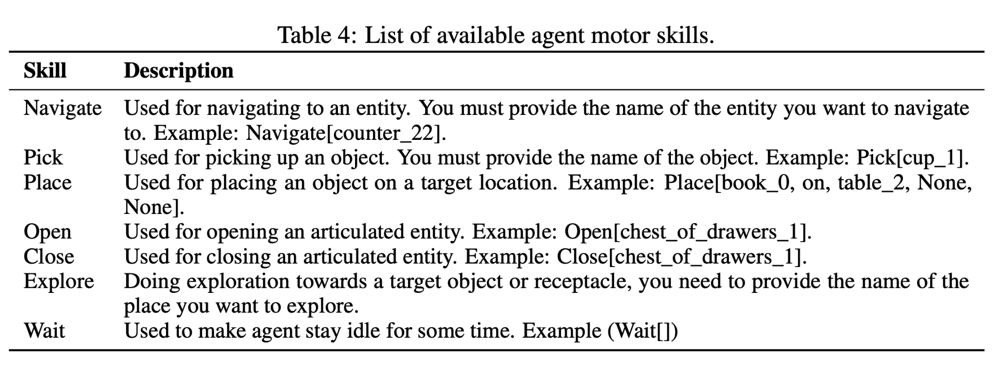 Table 4: List of available agent motor skills.
Skill Description
Navigate Used for navigating to an entity. You must provide the name of the entity you want to navigate
to. Example: Navigate[counter_22].
Pick Used for picking up an object. You must provide the name of the object. Example: Pick[cup_1].
Place Used for placing an object on a target location. Example: Place[book_0, on, table_2, None,
None].
Open Used for opening an articulated entity. Example: Open[chest_of_drawers_1].
Close Used for closing an articulated entity. Example: Close[chest_of_drawers_1].
Explore Doing exploration towards a target object or receptacle, you need to provide the name of the
place you want to explore.
Wait Used to make agent stay idle for some time. Example (Wait[])